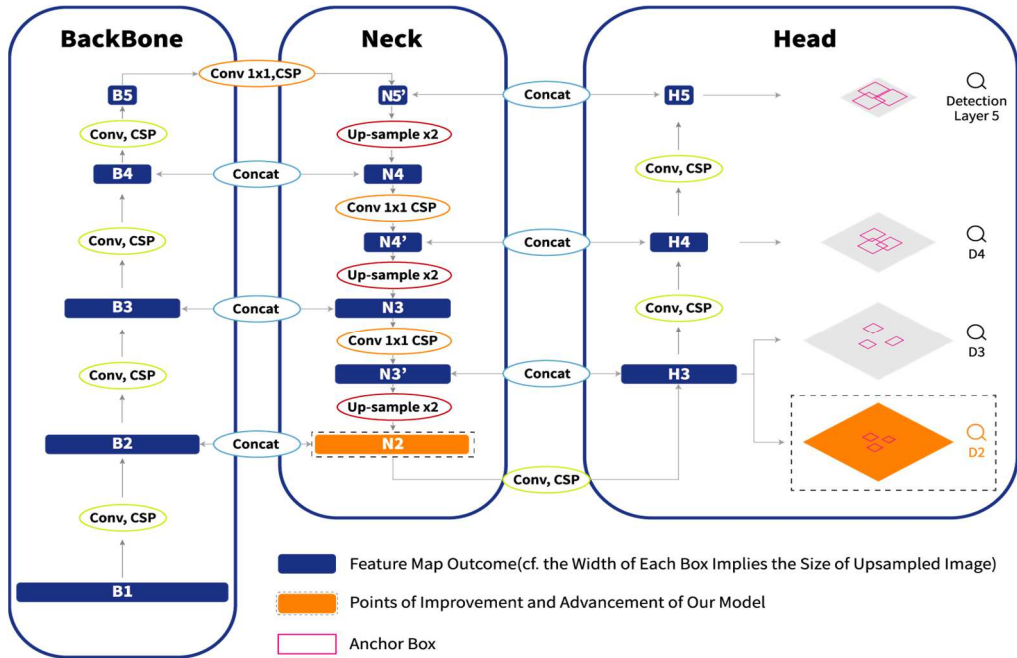 BackBone
Neck
Head
B5
Conv 1x1,CSP
N5’
Concat
H5
Detection
Layer 5
Conv, CSP
Up-sample x2
B4
Concat
N4
Conv, CSP
Conv 1x1 CSP
Conv, CSP
N4’
Concat
H4
D4
Up-sample x2
B3
Concat
N3
Conv, CSP
Conv 1x1 CSP
D3
Conv, CSP
N3’
Concat
H3
Up-sample x2
B2
Concat
N2
D2
Conv, CSP
Conv, CSP
B1
Feature Map Outcome(cf. the Width of Each Box Implies the Size of Upsampled Image)
Points of Improvement and Advancement of Our Model
Anchor Box